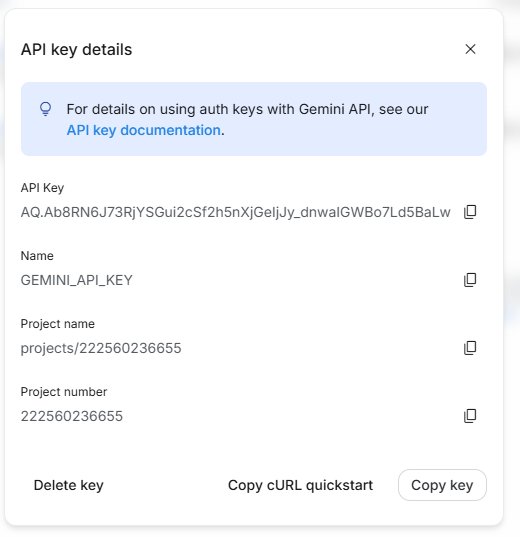 API key details
For details on using auth keys with Gemini API, see our
API key documentation.
API Key
AQ.Ab8RN6J73RjYSGui2cSf2h5nXjGeIjJy_dnwaIGWBo7Ld5BaLw
Name
GEMINI_API_KEY
Project name
projects/222560236655
Project number
222560236655
Delete key
Copy cURL quickstart
Copy key